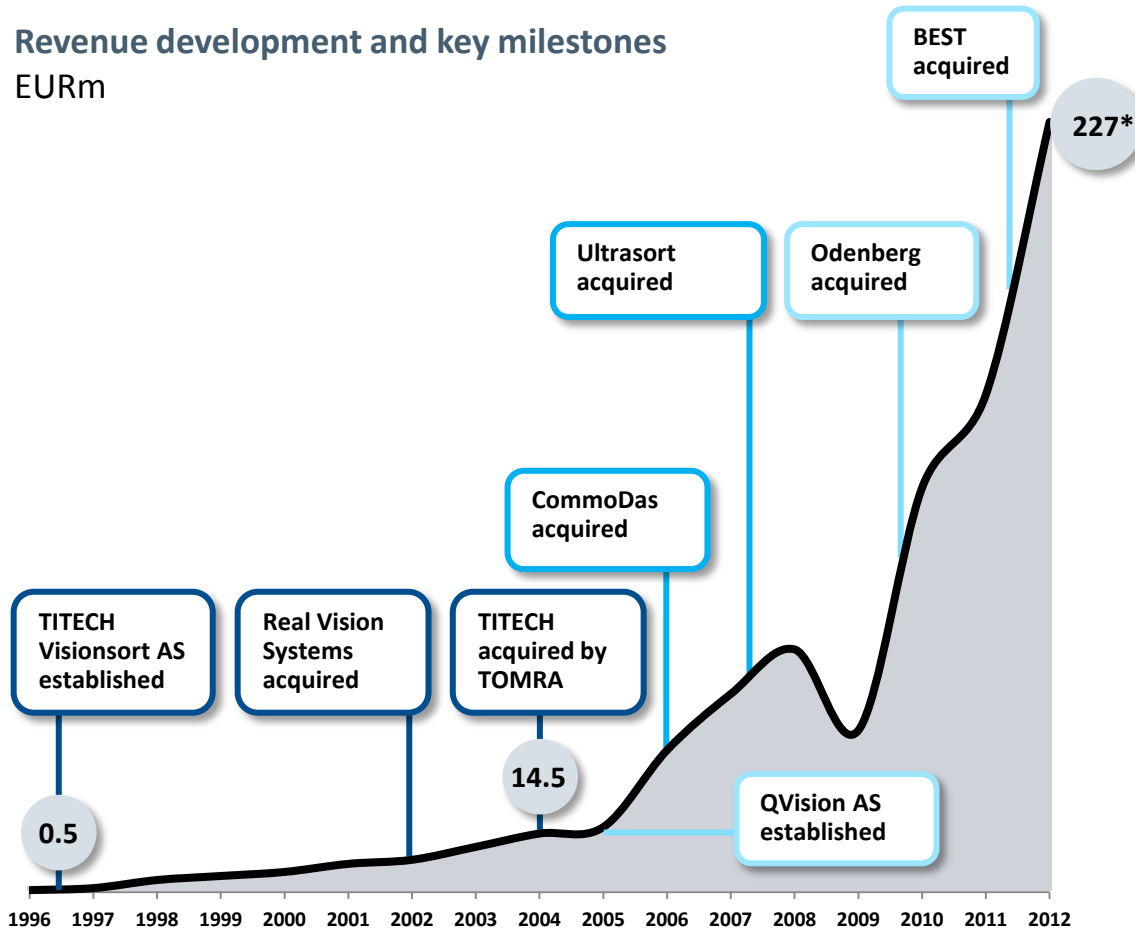 Revenue development and key milestones
EURm
BEST
acquired
227*
Ultrasort
acquired
Odenberg
acquired
CommoDas
acquired
TITECH
Visionsort AS
established
Real Vision
Systems
acquired
TITECH
acquired by
TOMRA
14.5
0.5
QVision AS
established
1996 1997 1998 1999 2000 2001 2002 2003 2004 2005 2006 2007 2008 2009 2010 2011 2012